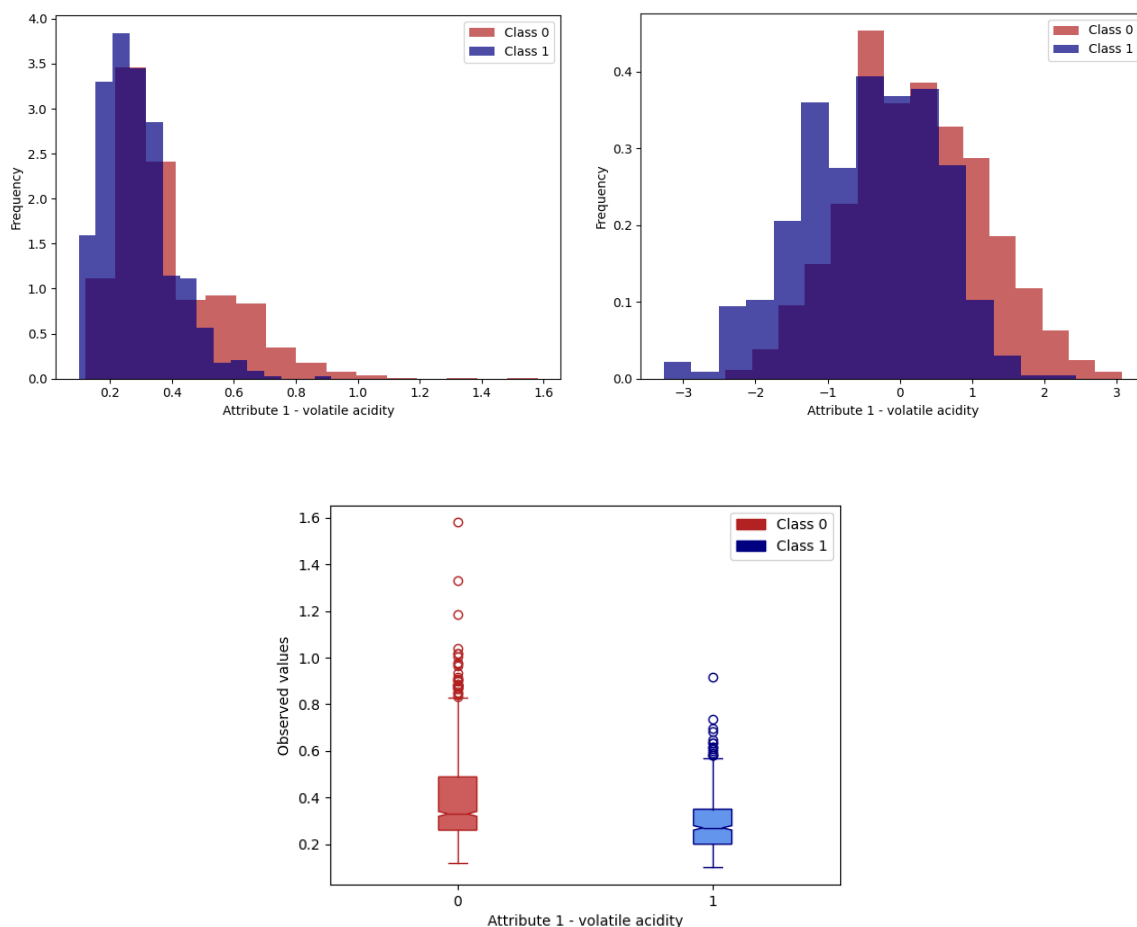 4.0
3.5
3.0
2.5
2.0
1.5
1.0
0.5
0.0
Frequency
Class 0
Class 1
0.2 0.4 0.6 0.8 1.0 1.2 1.4 1.6
Attribute 1 - volatile acidity
0.4
0.3
0.2
0.1
0.0
Frequency
Class 0
Class 1
−3 −2 −1 0 1 2 3
Attribute 1 - volatile acidity
1.6
1.4
1.2
1.0
0.8
0.6
0.4
0.2
Observed values
Class 0
Class 1
0 1
Attribute 1 - volatile acidity